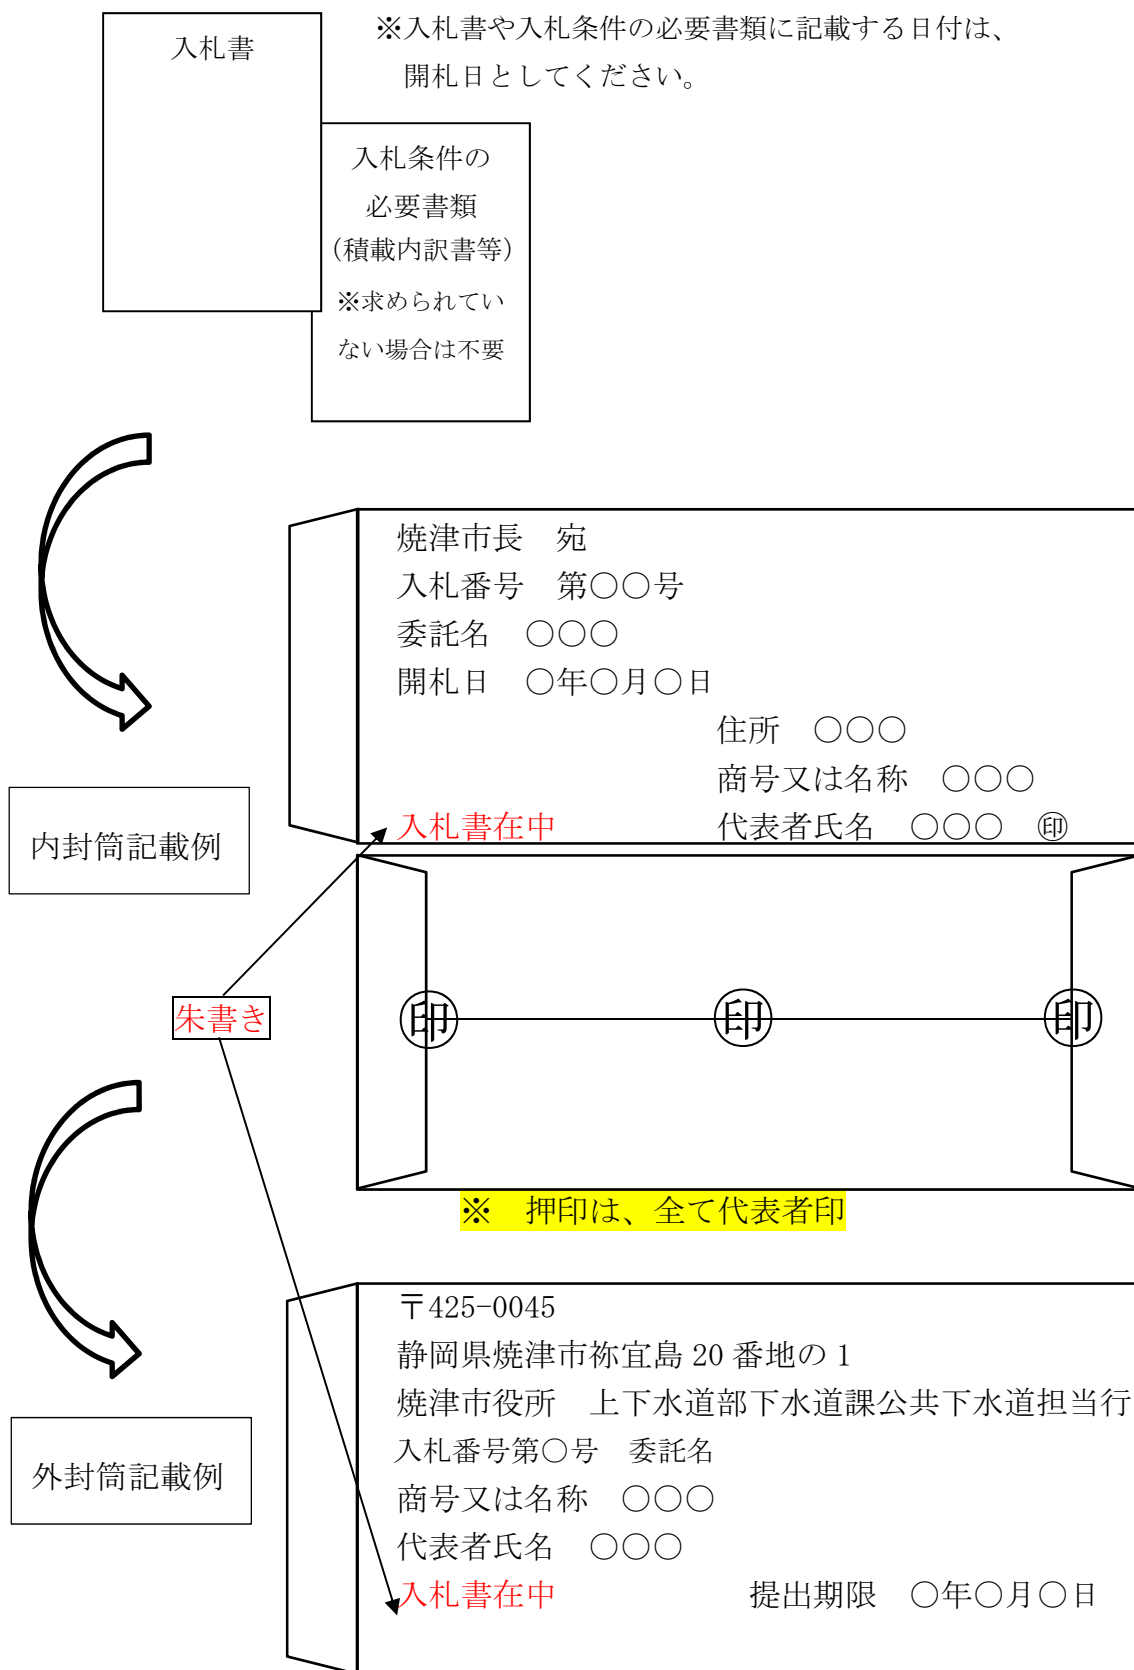 入札書
※入札書や入札条件の必要書類に記載する日付は、
開札日としてください。
入札条件の
必要書類
(積載内訳書等)
※求められてい
ない場合は不要
焼津市長　宛
入札番号　第○○号
委託名　○○○
開札日　○年○月○日
住所　○○○
商号又は名称　○○○
入札書在中　代表者氏名　○○○　㊞
内封筒記載例
朱書き
㊞　㊞　㊞
※　押印は、全て代表者印
〒425-0045
静岡県焼津市祢宜島 20 番地の 1
焼津市役所　上下水道部下水道課公共下水道担当行
入札番号第○号　委託名
商号又は名称　○○○
代表者氏名　○○○
入札書在中　提出期限　○年○月○日
外封筒記載例